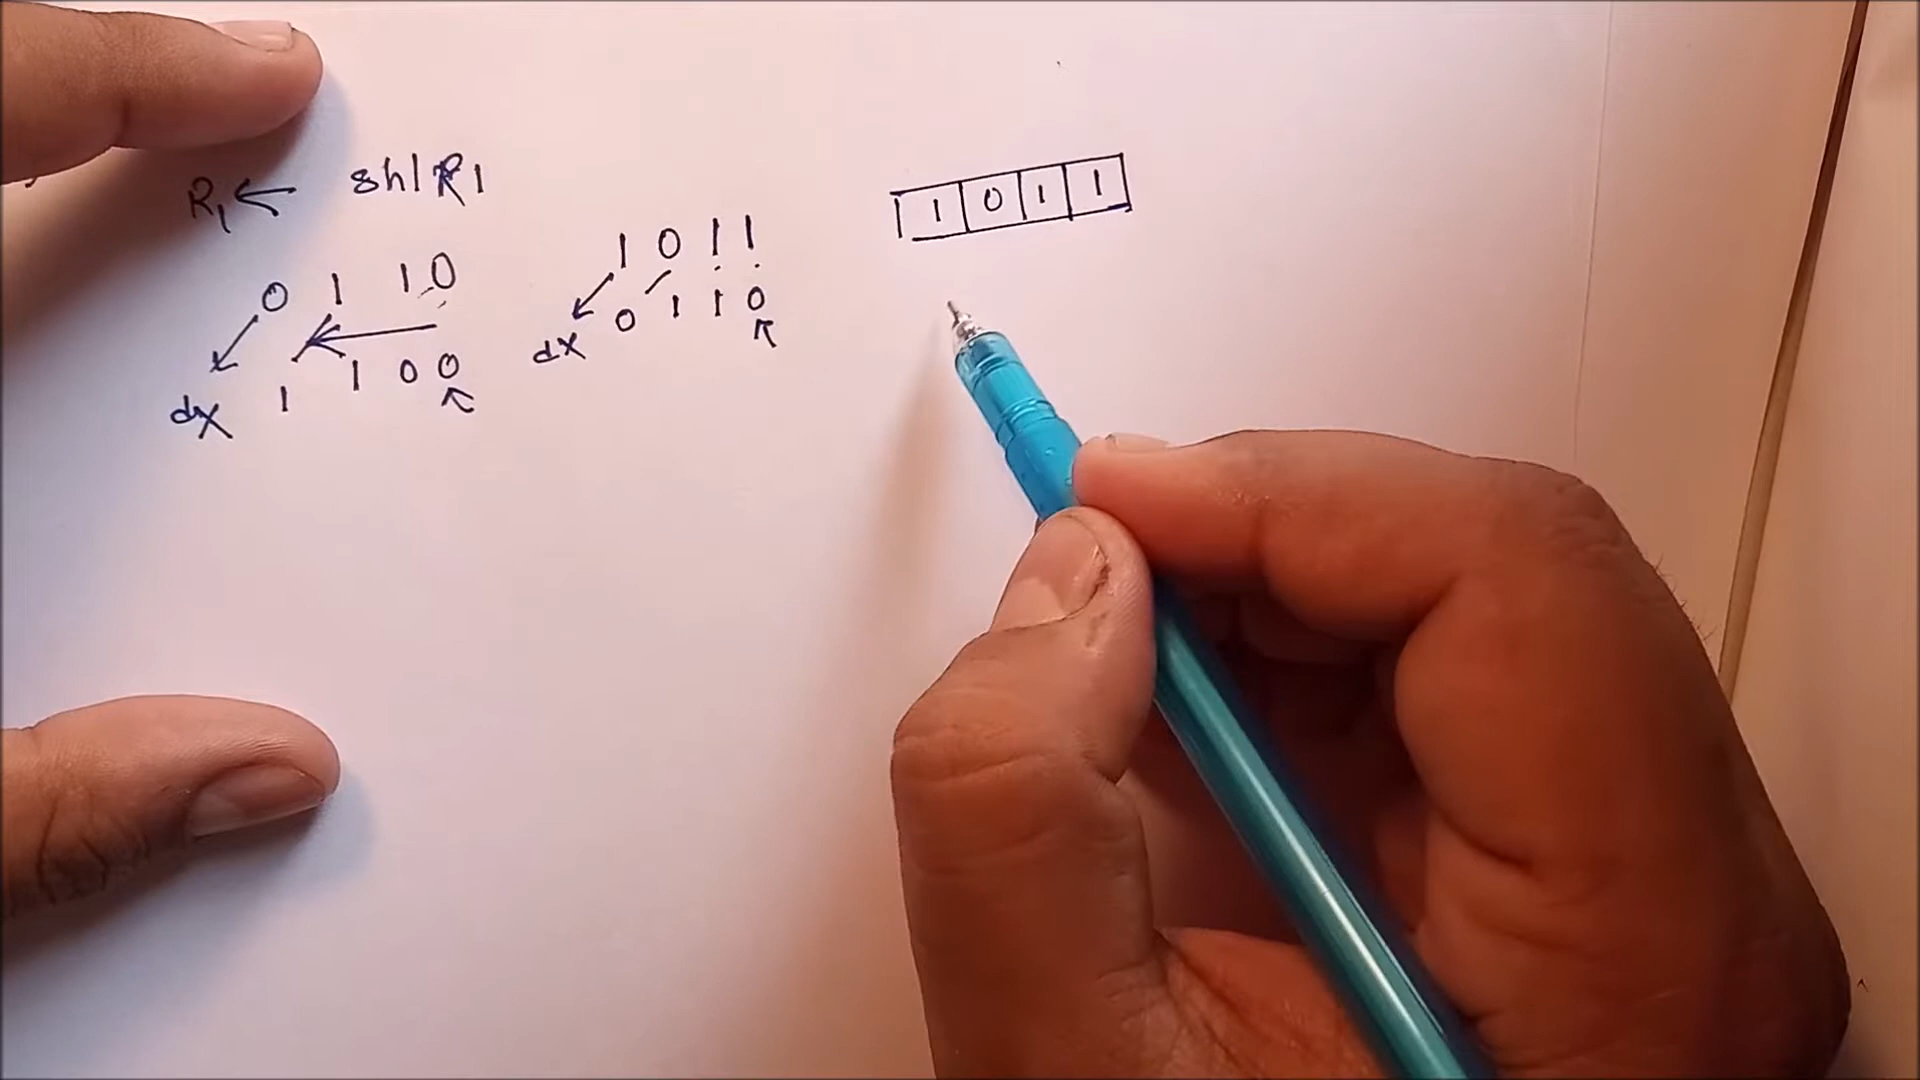 R1 ← shl R1
0 1 1 0
dx 1 1 0 0
1 0 1 1
dx 0 1 1 0
1 0 1 1